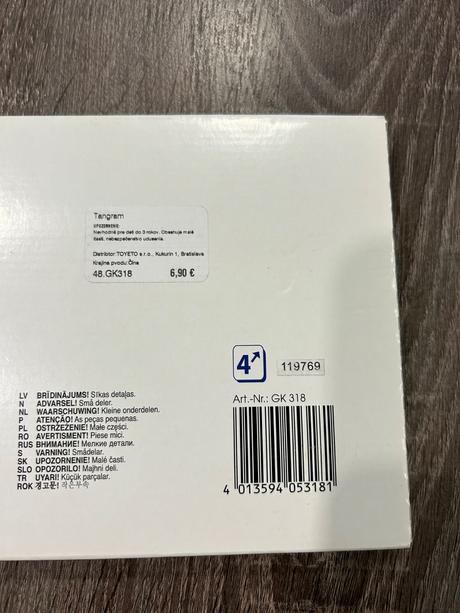 Tangram
UPOZORNENIE:
Nevhodné pre deti do 3 rokov. Obsahuje malé
časti, nebezpečenstvo udusenia.
Distribútor: TOYETO s.r.o., Kukurin 1, Bratislava
Krajina pvodu: Čína
48.GK318 6,90 €
4
119769
Art.-Nr.: GK 318
4 013594 053181
LV BRĪDINĀJUMS! Sīkas detaļas.
N ADVARSEL! Små deler.
NL WAARSCHUWING! Kleine onderdelen.
P ATENÇÃO! As peças pequenas.
PL OSTRZEŻENIE! Małe części.
RO AVERTISMENT! Piese mici.
RUS ВНИМАНИЕ! Мелкие детали.
S VARNING! Smådelar.
SK UPOZORNENIE! Malé časti.
SLO OPOZORILO! Majhni deli.
TR UYARI! Küçük parçalar.
ROK 경고문! 작은부속